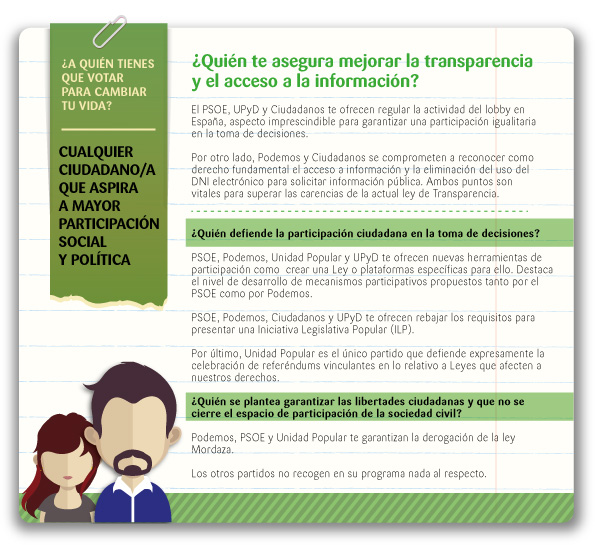 ¿A QUIÉN TIENES
QUE VOTAR
PARA CAMBIAR
TU VIDA?
CUALQUIER
CIUDADANO/A
QUE ASPIRA
A MAYOR
PARTICIPACIÓN
SOCIAL
Y POLÍTICA
¿Quién te asegura mejorar la transparencia
y el acceso a la información?
El PSOE, UPyD y Ciudadanos te ofrecen regular la actividad del lobby en
España, aspecto imprescindible para garantizar una participación igualitaria
en la toma de decisiones.
Por otro lado, Podemos y Ciudadanos se comprometen a reconocer como
derecho fundamental el acceso a información y la eliminación del uso del
DNI electrónico para solicitar información pública. Ambos puntos son
vitales para superar las carencias de la actual ley de Transparencia.
¿Quién defiende la participación ciudadana en la toma de decisiones?
PSOE, Podemos, Unidad Popular y UPyD te ofrecen nuevas herramientas de
participación como crear una Ley o plataformas específicas para ello. Destaca
el nivel de desarrollo de mecanismos participativos propuestos tanto por el
PSOE como por Podemos.
PSOE, Podemos, Ciudadanos y UPyD te ofrecen rebajar los requisitos para
presentar una Iniciativa Legislativa Popular (ILP).
Por último, Unidad Popular es el único partido que defiende expresamente la
celebración de referéndums vinculantes en lo relativo a Leyes que afecten a
nuestros derechos.
¿Quién se plantea garantizar las libertades ciudadanas y que no se
cierre el espacio de participación de la sociedad civil?
Podemos, PSOE y Unidad Popular te garantizan la derogación de la ley
Mordaza.
Los otros partidos no recogen en su programa nada al respecto.